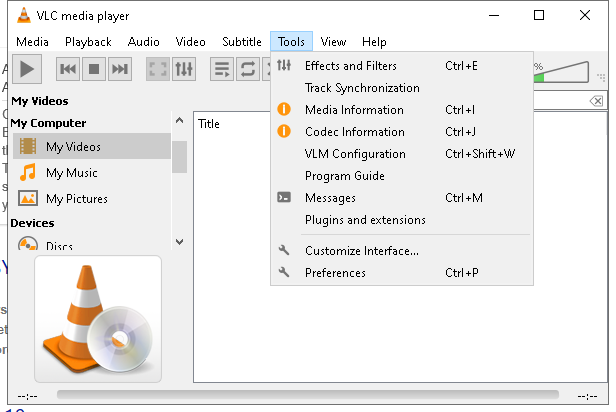 VLC media player
Media Playback Audio Video Subtitle Tools View Help
%
My Videos
My Computer
My Videos
My Music
My Pictures
Devices
Discs
Title
Effects and Filters Ctrl+E
Track Synchronization
Media Information Ctrl+I
Codec Information Ctrl+J
VLM Configuration Ctrl+Shift+W
Program Guide
Messages Ctrl+M
Plugins and extensions
Customize Interface...
Preferences Ctrl+P
--:-- --:--